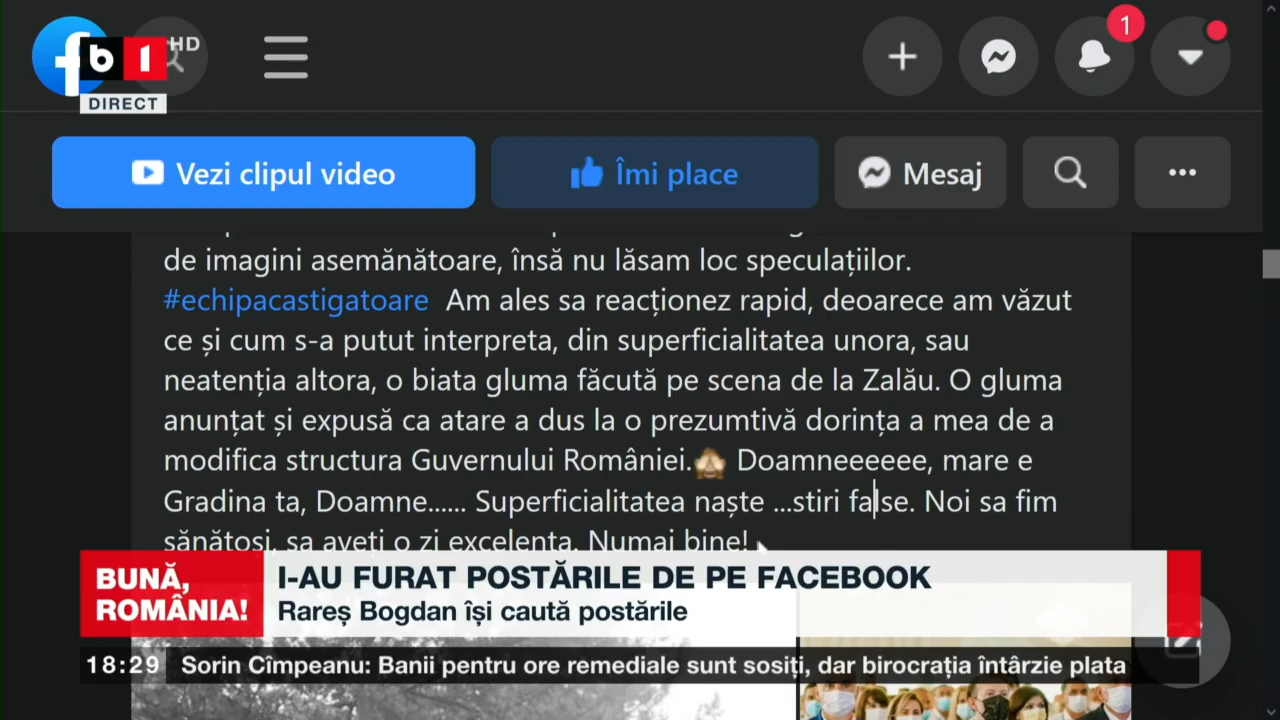 HD
b1
DIRECT
1
Vezi clipul video
Îmi place
Mesaj
de imagini asemănătoare, însă nu lăsam loc speculațiilor.
#echipacastigatoare Am ales sa reacționez rapid, deoarece am văzut
ce și cum s-a putut interpreta, din superficialitatea unora, sau
neatenția altora, o biata gluma făcută pe scena de la Zalău. O gluma
anunțat și expusă ca atare a dus la o prezumtivă dorința a mea de a
modifica structura Guvernului României.🙈 Doamneeeeee, mare e
Gradina ta, Doamne...... Superficialitatea naște ...stiri false. Noi sa fim
sănătoși, sa aveți o zi excelenta. Numai bine!
BUNĂ,
ROMÂNIA!
I-AU FURAT POSTĂRILE DE PE FACEBOOK
Rareș Bogdan își caută postările
18:29 Sorin Cîmpeanu: Banii pentru ore remediale sunt sosiți, dar birocrația întârzie plata